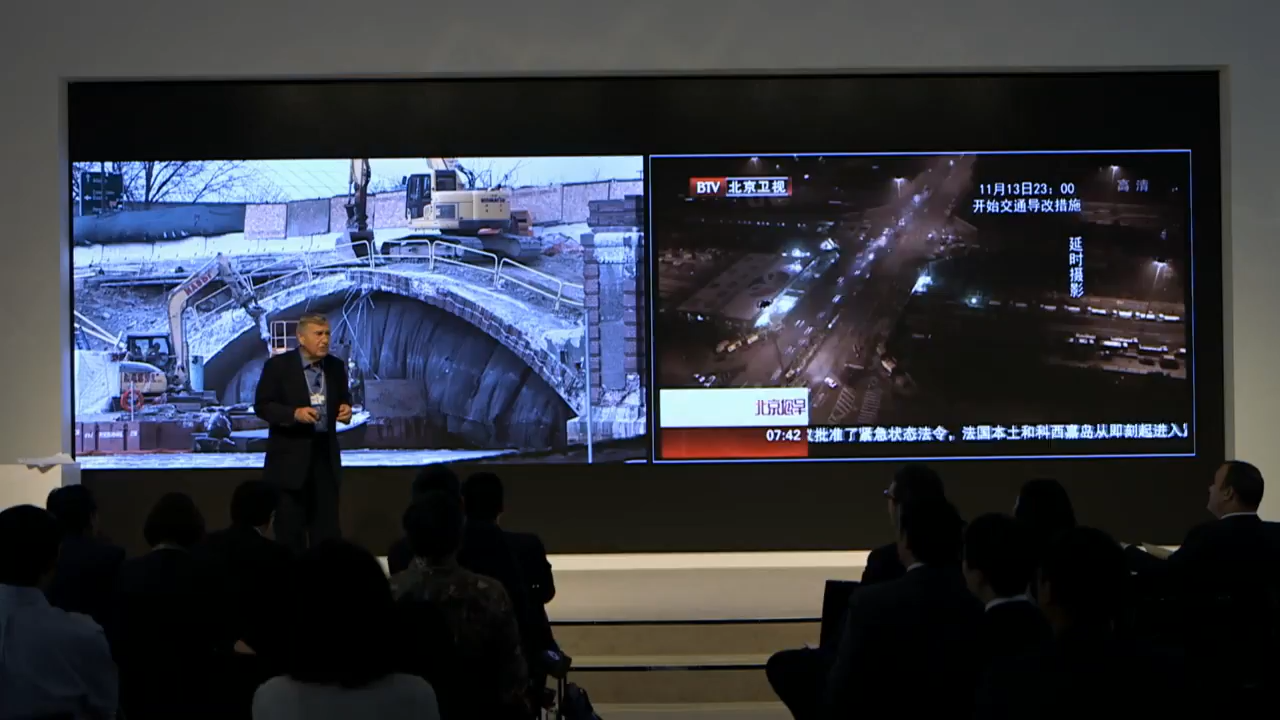 KOMATSU
BTV 北京卫视
11月13日23：00
开始交通导改措施
高清
延时摄影
北京您早
07:42
批准了紧急状态法令，法国本土和科西嘉岛从即刻起进入